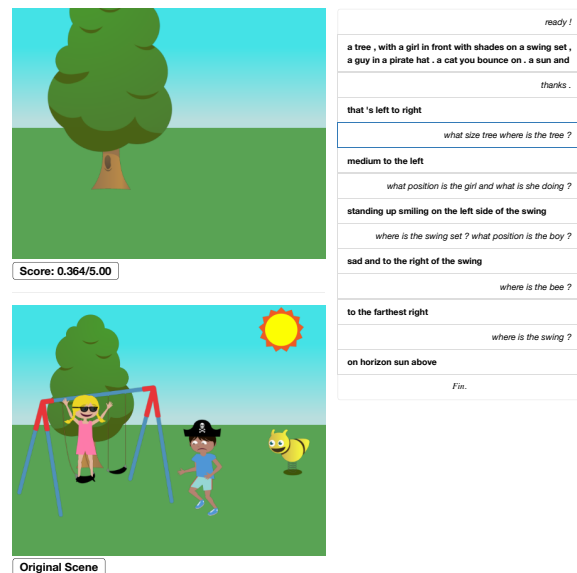 ready !
a tree , with a girl in front with shades on a swing set ,
a guy in a pirate hat . a cat you bounce on . a sun and
thanks .
that 's left to right
what size tree where is the tree ?
medium to the left
what position is the girl and what is she doing ?
standing up smiling on the left side of the swing
where is the swing set ? what position is the boy ?
sad and to the right of the swing
where is the bee ?
to the farthest right
where is the swing ?
on horizon sun above
Fin.
Score: 0.364/5.00
Original Scene